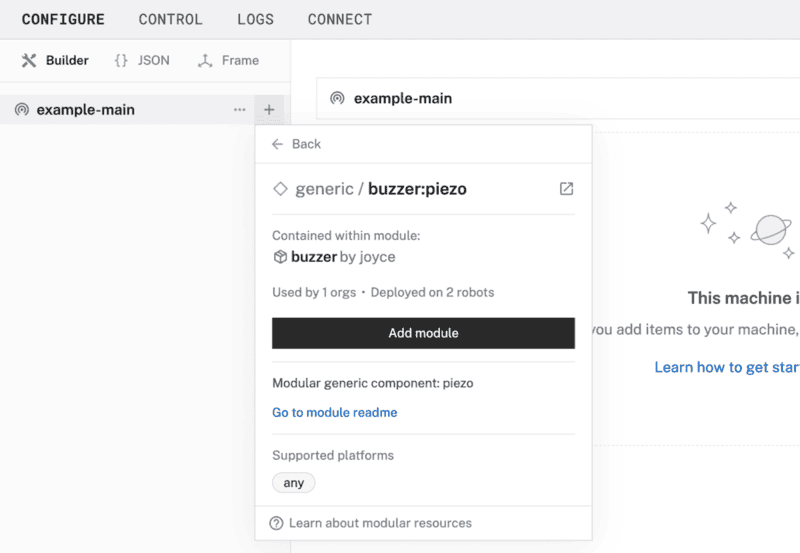 CONFIGURE CONTROL LOGS CONNECT
Builder {} JSON Frame
example-main ... +
example-main
Back
generic / buzzer:piezo
Contained within module:
buzzer by joyce
Used by 1 orgs • Deployed on 2 robots
Add module
Modular generic component: piezo
Go to module readme
Supported platforms
any
Learn about modular resources
This machine i
you add items to your machine,
Learn how to get star